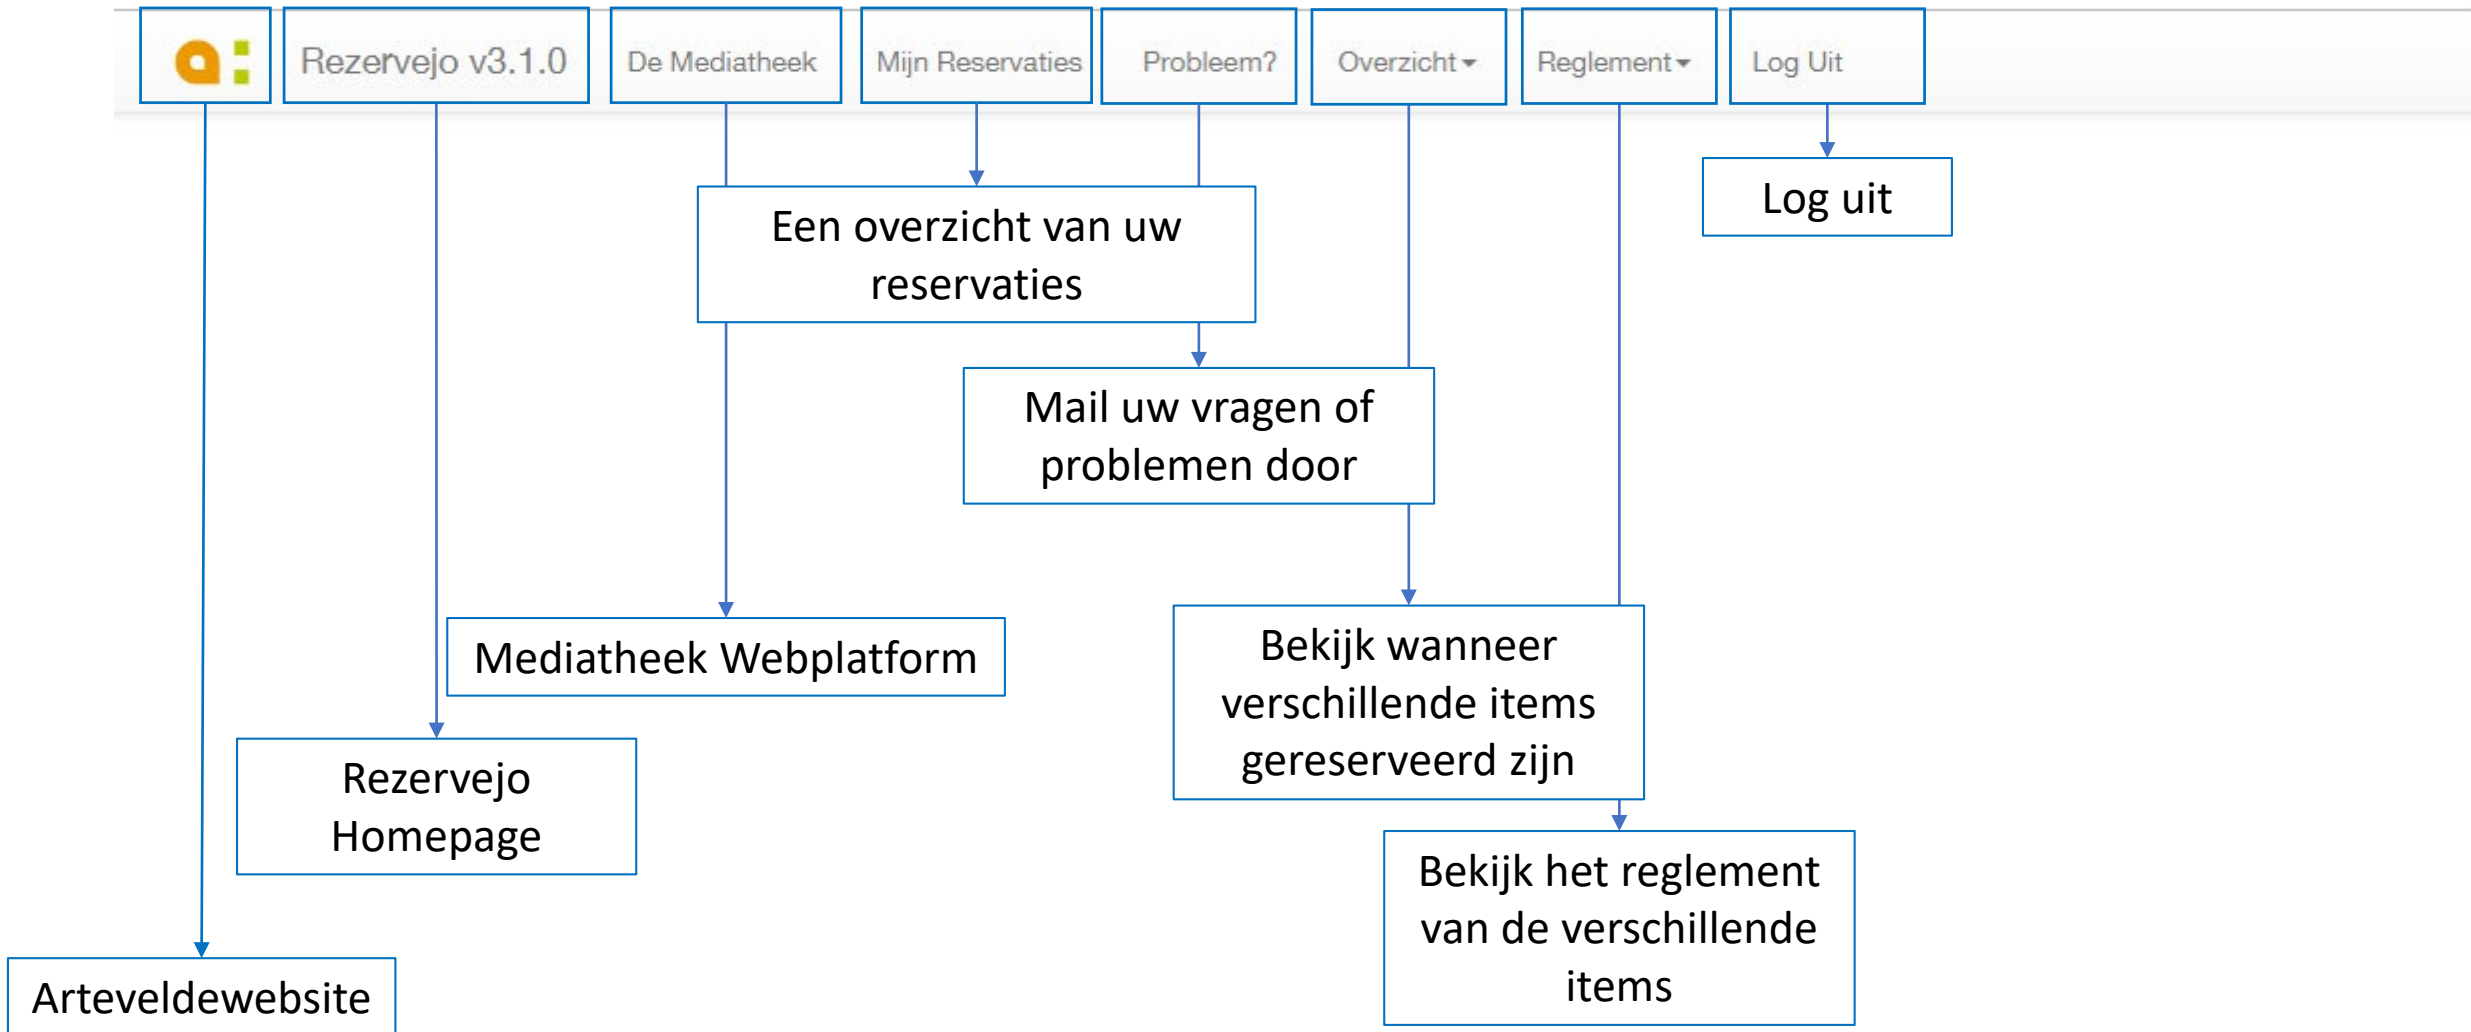 a:
Rezervejo v3.1.0
De Mediatheek
Mijn Reservaties
Probleem?
Overzicht
Reglement
Log Uit
Log uit
Een overzicht van uw
reservaties
Mail uw vragen of
problemen door
Mediatheek Webplatform
Bekijk wanneer
verschillende items
gereserveerd zijn
Rezervejo
Homepage
Bekijk het reglement
van de verschillende
items
Arteveldewebsite